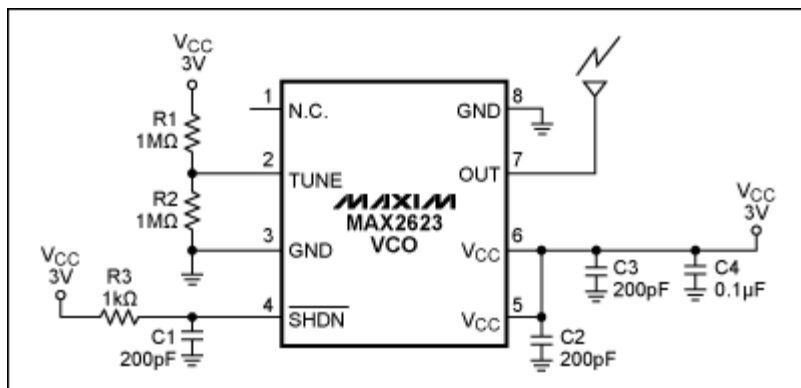 VCC
3V
R1
1MΩ
R2
1MΩ
VCC
3V
R3
1kΩ
C1
200pF
1
N.C.
2
TUNE
3
GND
4
SHDN
MAXIM
MAX2623
VCO
8
GND
7
OUT
6
VCC
5
VCC
C2
200pF
C3
200pF
C4
0.1μF
VCC
3V